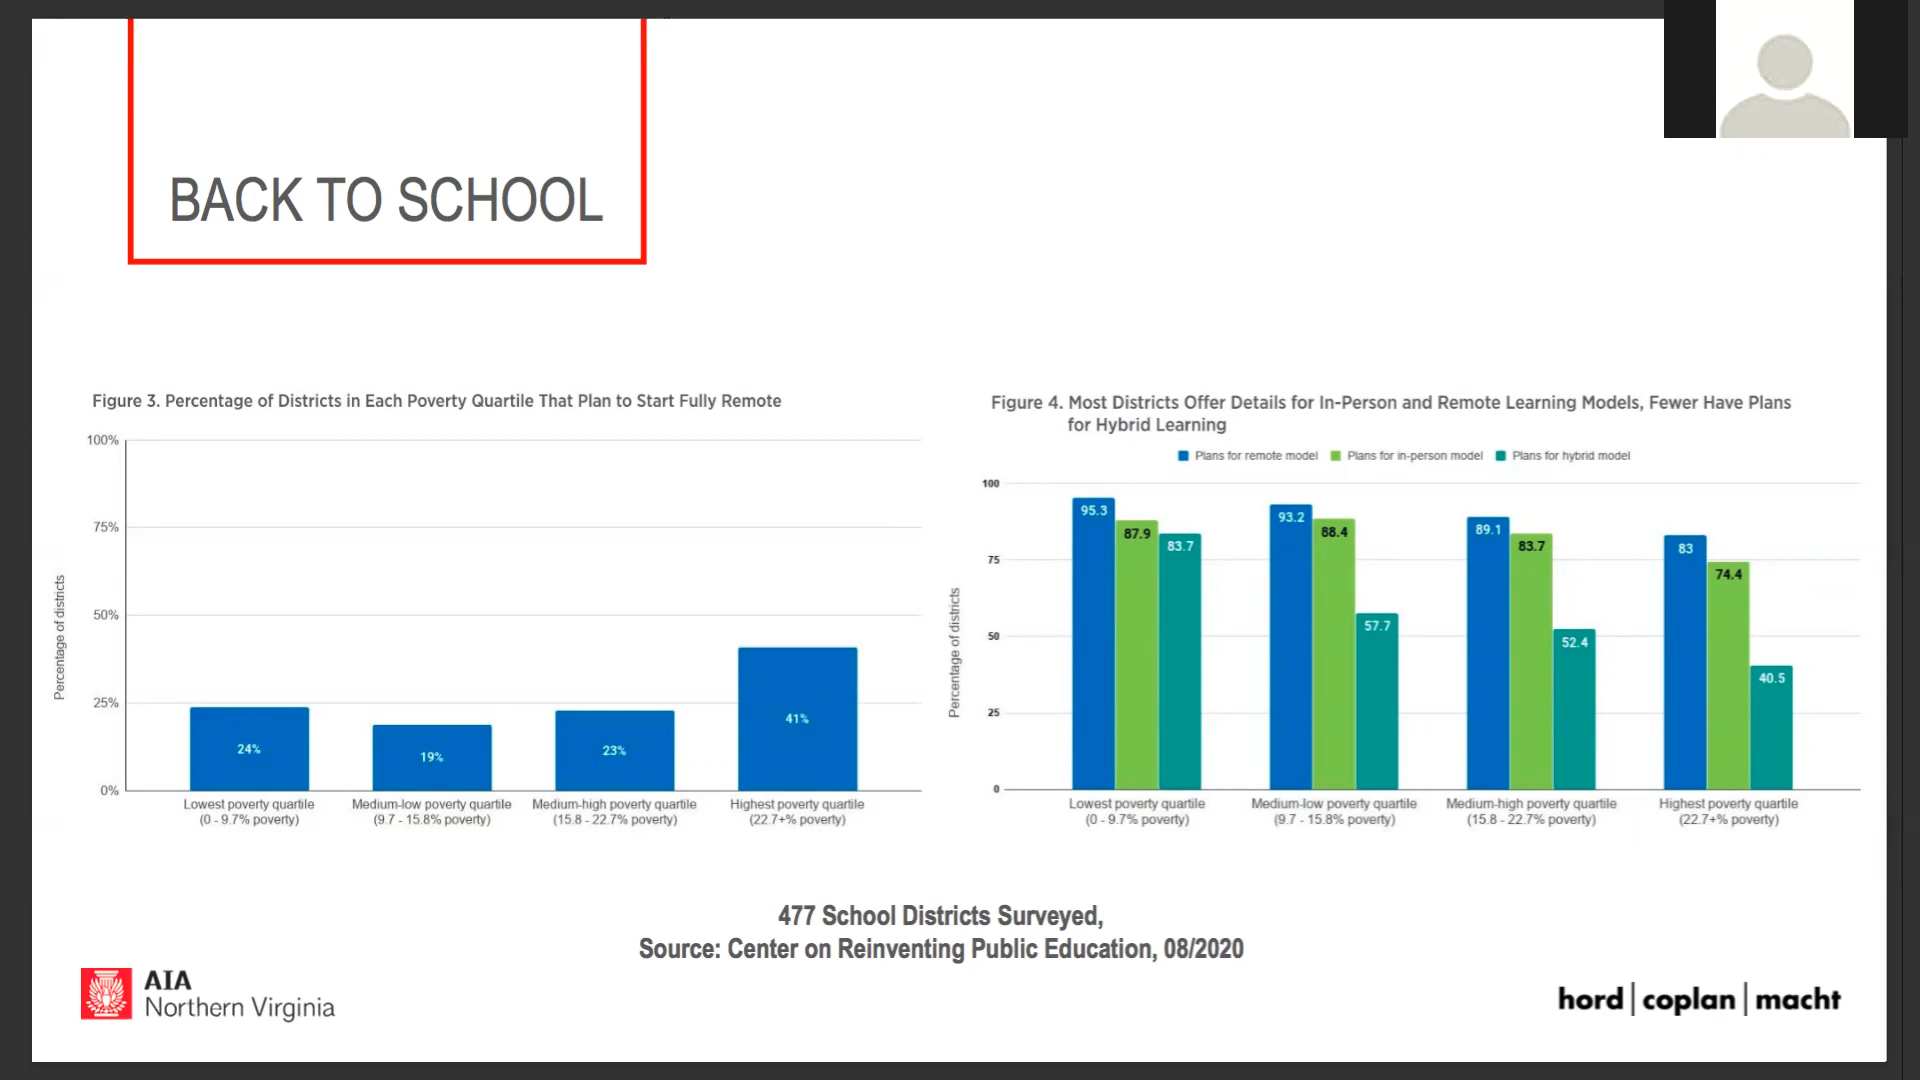 BACK TO SCHOOL
Figure 3. Percentage of Districts in Each Poverty Quartile That Plan to Start Fully Remote
100%
75%
50%
25%
0%
Percentage of districts
24%
19%
23%
41%
Lowest poverty quartile
(0 - 9.7% poverty)
Medium-low poverty quartile
(9.7 - 15.8% poverty)
Medium-high poverty quartile
(15.8 - 22.7% poverty)
Highest poverty quartile
(22.7+% poverty)
Figure 4. Most Districts Offer Details for In-Person and Remote Learning Models, Fewer Have Plans
for Hybrid Learning
Plans for remote model
Plans for in-person model
Plans for hybrid model
100
75
50
25
0
Percentage of districts
95.3
87.9
83.7
93.2
88.4
57.7
89.1
83.7
52.4
83
74.4
40.5
Lowest poverty quartile
(0 - 9.7% poverty)
Medium-low poverty quartile
(9.7 - 15.8% poverty)
Medium-high poverty quartile
(15.8 - 22.7% poverty)
Highest poverty quartile
(22.7+% poverty)
477 School Districts Surveyed,
Source: Center on Reinventing Public Education, 08/2020
AIA
Northern Virginia
hord | coplan | macht